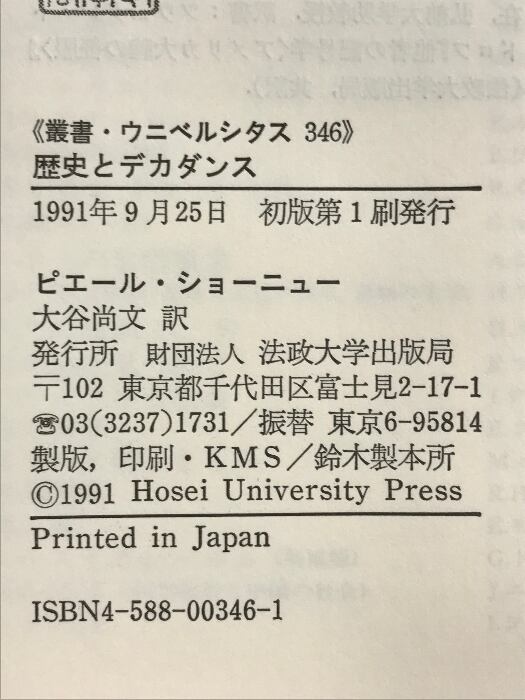 《叢書・ウニベルシタス 346》
歴史とデカダンス
1991年9月25日　初版第1刷発行
ピエール・ショーニュー
大谷尚文 訳
発行所　財団法人 法政大学出版局
〒102 東京都千代田区富士見2-17-1
☎03(3237)1731／振替 東京6-95814
製版，印刷・KMS／鈴木製本所
©1991 Hosei University Press
Printed in Japan
ISBN4-588-00346-1